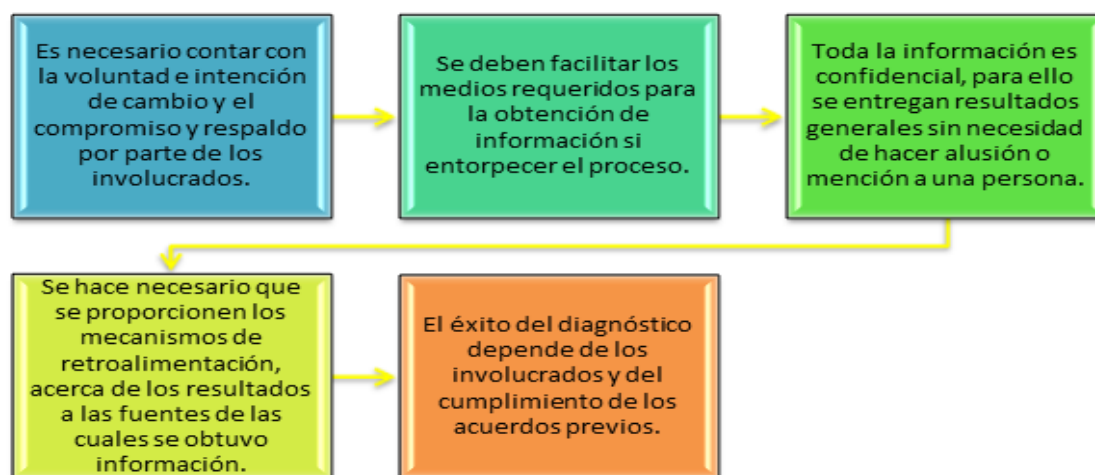 Es necesario contar con
la voluntad e intención
de cambio y el
compromiso y respaldo
por parte de los
involucrados.
Se deben facilitar los
medios requeridos para
la obtención de
información si
entorpecer el proceso.
Toda la información es
confidencial, para ello
se entregan resultados
generales sin necesidad
de hacer alusión o
mención a una persona.
Se hace necesario que
se proporcionen los
mecanismos de
retroalimentación,
acerca de los resultados
a las fuentes de las
cuales se obtuvo
información.
El éxito del diagnóstico
depende de los
involucrados y del
cumplimiento de los
acuerdos previos.